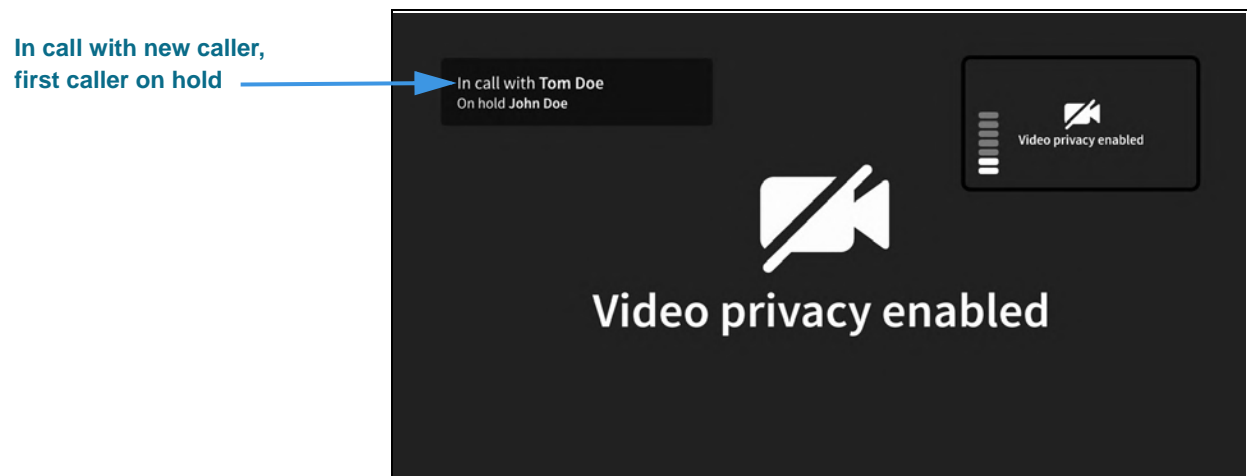 In call with new caller,
first caller on hold
In call with Tom Doe
On hold John Doe
Video privacy enabled
Video privacy enabled